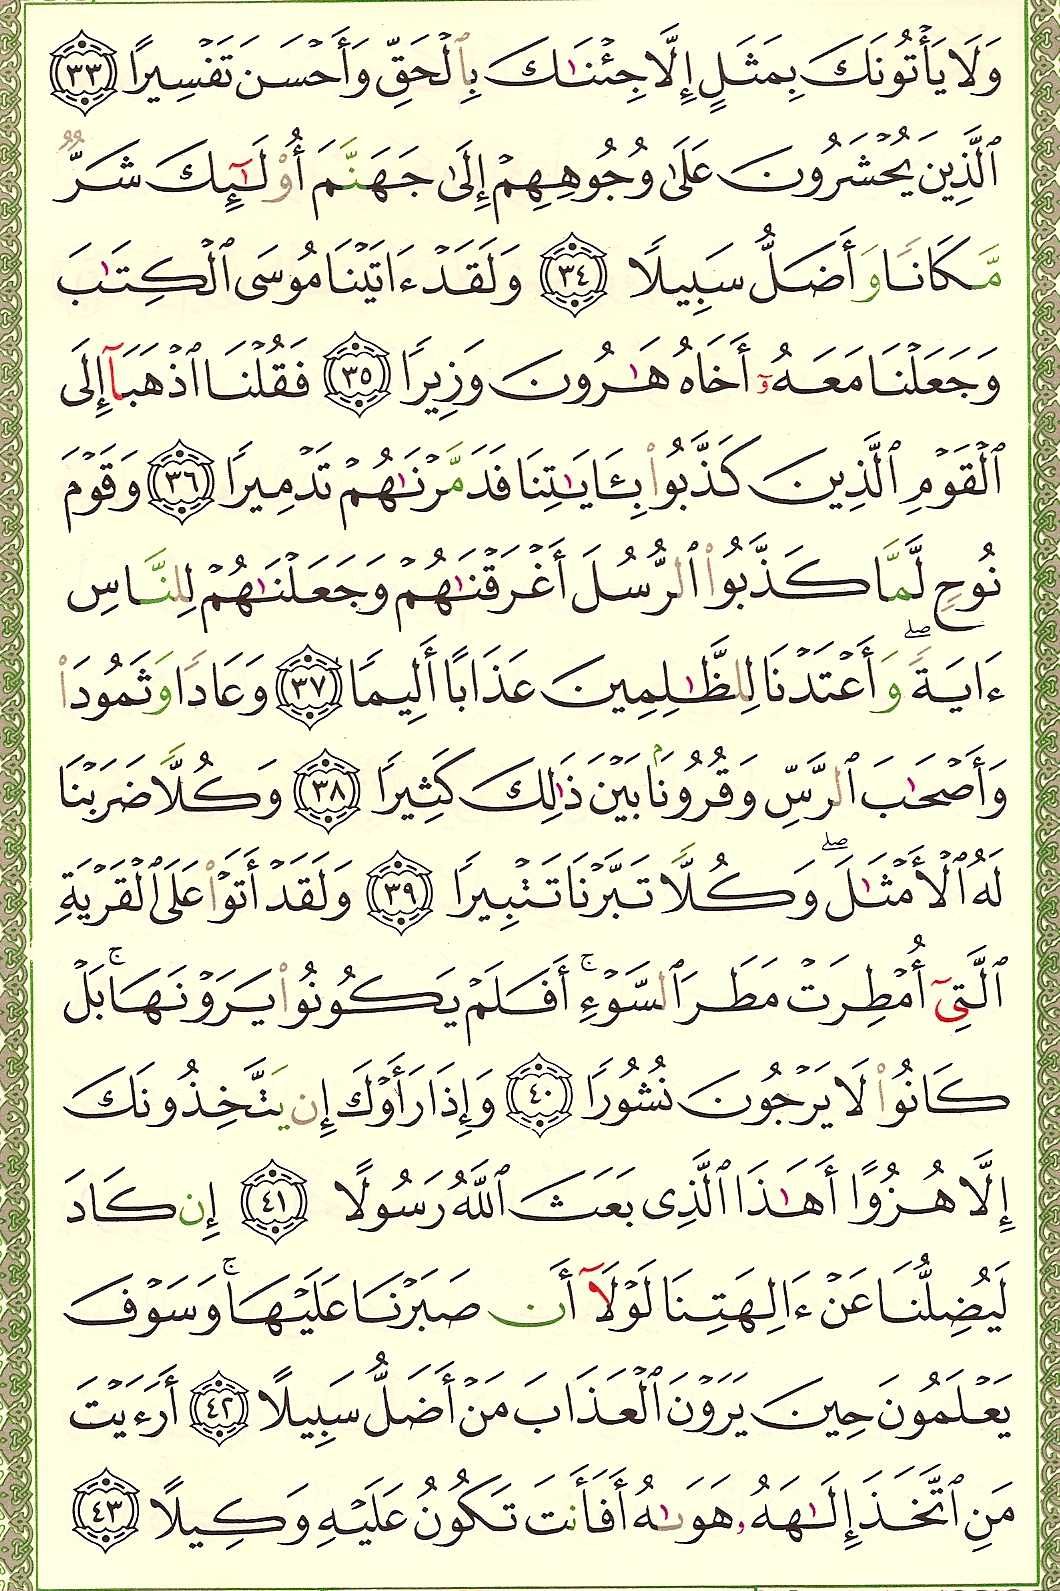 وَلَا يَأْتُونَكَ بِمَثَلٍ إِلَّا جِئْنَٰكَ بِٱلْحَقِّ وَأَحْسَنَ تَفْسِيرًا ٣٣
ٱلَّذِينَ يُحْشَرُونَ عَلَىٰ وُجُوهِهِمْ إِلَىٰ جَهَنَّمَ أُو۟لَٰٓئِكَ شَرٌّ
مَّكَانًا وَأَضَلُّ سَبِيلًا ٣٤ وَلَقَدْ ءَاتَيْنَا مُوسَى ٱلْكِتَٰبَ
وَجَعَلْنَا مَعَهُۥٓ أَخَاهُ هَٰرُونَ وَزِيرًا ٣٥ فَقُلْنَا ٱذْهَبَآ إِلَى
ٱلْقَوْمِ ٱلَّذِينَ كَذَّبُوا۟ بِـَٔايَٰتِنَا فَدَمَّرْنَٰهُمْ تَدْمِيرًا ٣٦ وَقَوْمَ
نُوحٍ لَّمَّا كَذَّبُوا۟ ٱلرُّسُلَ أَغْرَقْنَٰهُمْ وَجَعَلْنَٰهُمْ لِلنَّاسِ
ءَايَةً ۖ وَأَعْتَدْنَا لِلظَّٰلِمِينَ عَذَابًا أَلِيمًا ٣٧ وَعَادًا وَثَمُودَا۟
وَأَصْحَٰبَ ٱلرَّسِّ وَقُرُونًۢا بَيْنَ ذَٰلِكَ كَثِيرًا ٣٨ وَكُلًّا ضَرَبْنَا
لَهُ ٱلْأَمْثَٰلَ ۖ وَكُلًّا تَبَّرْنَا تَتْبِيرًا ٣٩ وَلَقَدْ أَتَوْا۟ عَلَى ٱلْقَرْيَةِ
ٱلَّتِىٓ أُمْطِرَتْ مَطَرَ ٱلسَّوْءِ ۚ أَفَلَمْ يَكُونُوا۟ يَرَوْنَهَا ۚ بَلْ
كَانُوا۟ لَا يَرْجُونَ نُشُورًا ٤٠ وَإِذَا رَأَوْكَ إِن يَتَّخِذُونَكَ
إِلَّا هُزُوًا أَهَٰذَا ٱلَّذِى بَعَثَ ٱللَّهُ رَسُولًا ٤١ إِن كَادَ
لَيُضِلُّنَا عَنْ ءَالِهَتِنَا لَوْلَآ أَن صَبَرْنَا عَلَيْهَا ۚ وَسَوْفَ
يَعْلَمُونَ حِينَ يَرَوْنَ ٱلْعَذَابَ مَنْ أَضَلُّ سَبِيلًا ٤٢ أَرَءَيْتَ
مَنِ ٱتَّخَذَ إِلَٰهَهُۥ هَوَىٰهُ أَفَأَنتَ تَكُونُ عَلَيْهِ وَكِيلًا ٤٣